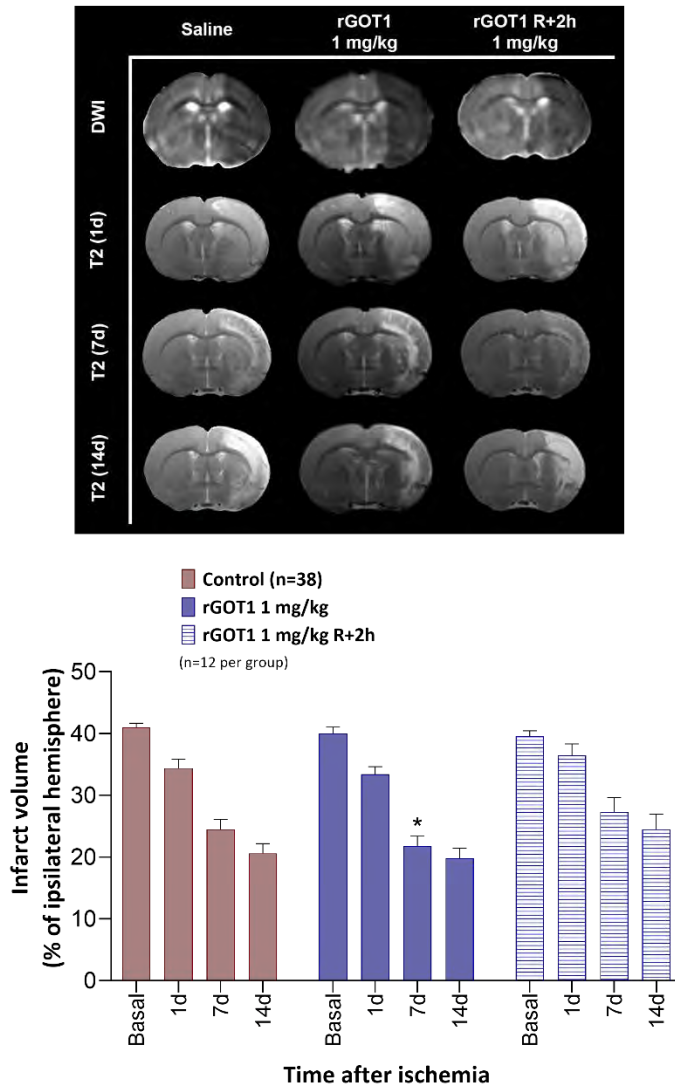 Saline
rGOT1
1 mg/kg
rGOT1 R+2h
1 mg/kg
DWI
T2 (1d)
T2 (7d)
T2 (14d)
Control (n=38)
rGOT1 1 mg/kg
rGOT1 1 mg/kg R+2h
(n=12 per group)
Infarct volume
(% of ipsilateral hemisphere)
50
40
30
20
10
0
*
Basal
1d
7d
14d
Basal
1d
7d
14d
Basal
1d
7d
14d
Time after ischemia